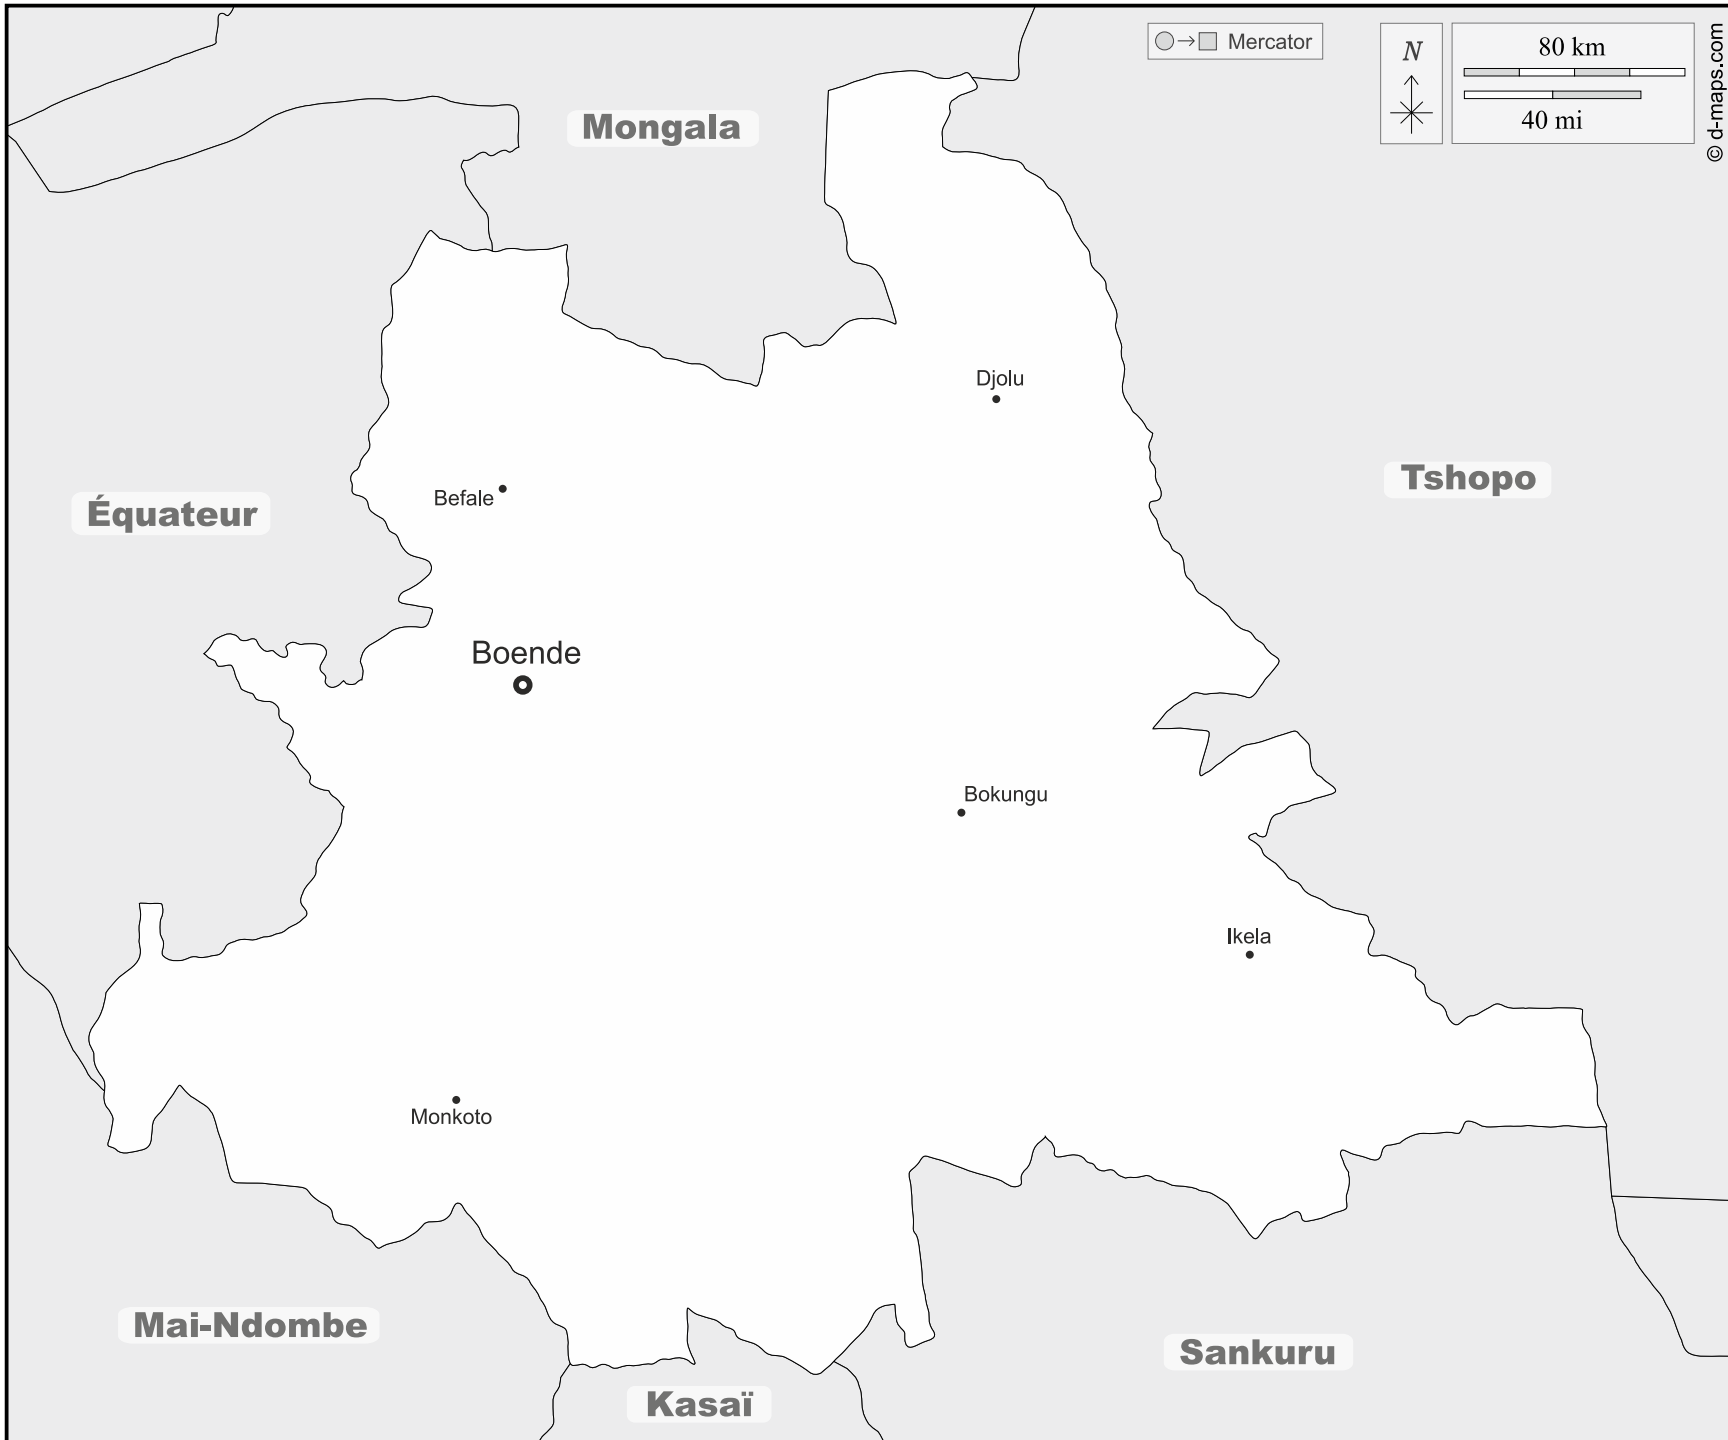 Mercator
N
80 km
40 mi
© d-maps.com
Mongala
Djolu
Tshopo
Befale
Équateur
Boende
Bokungu
Ikela
Monkoto
Mai-Ndombe
Sankuru
Kasaï